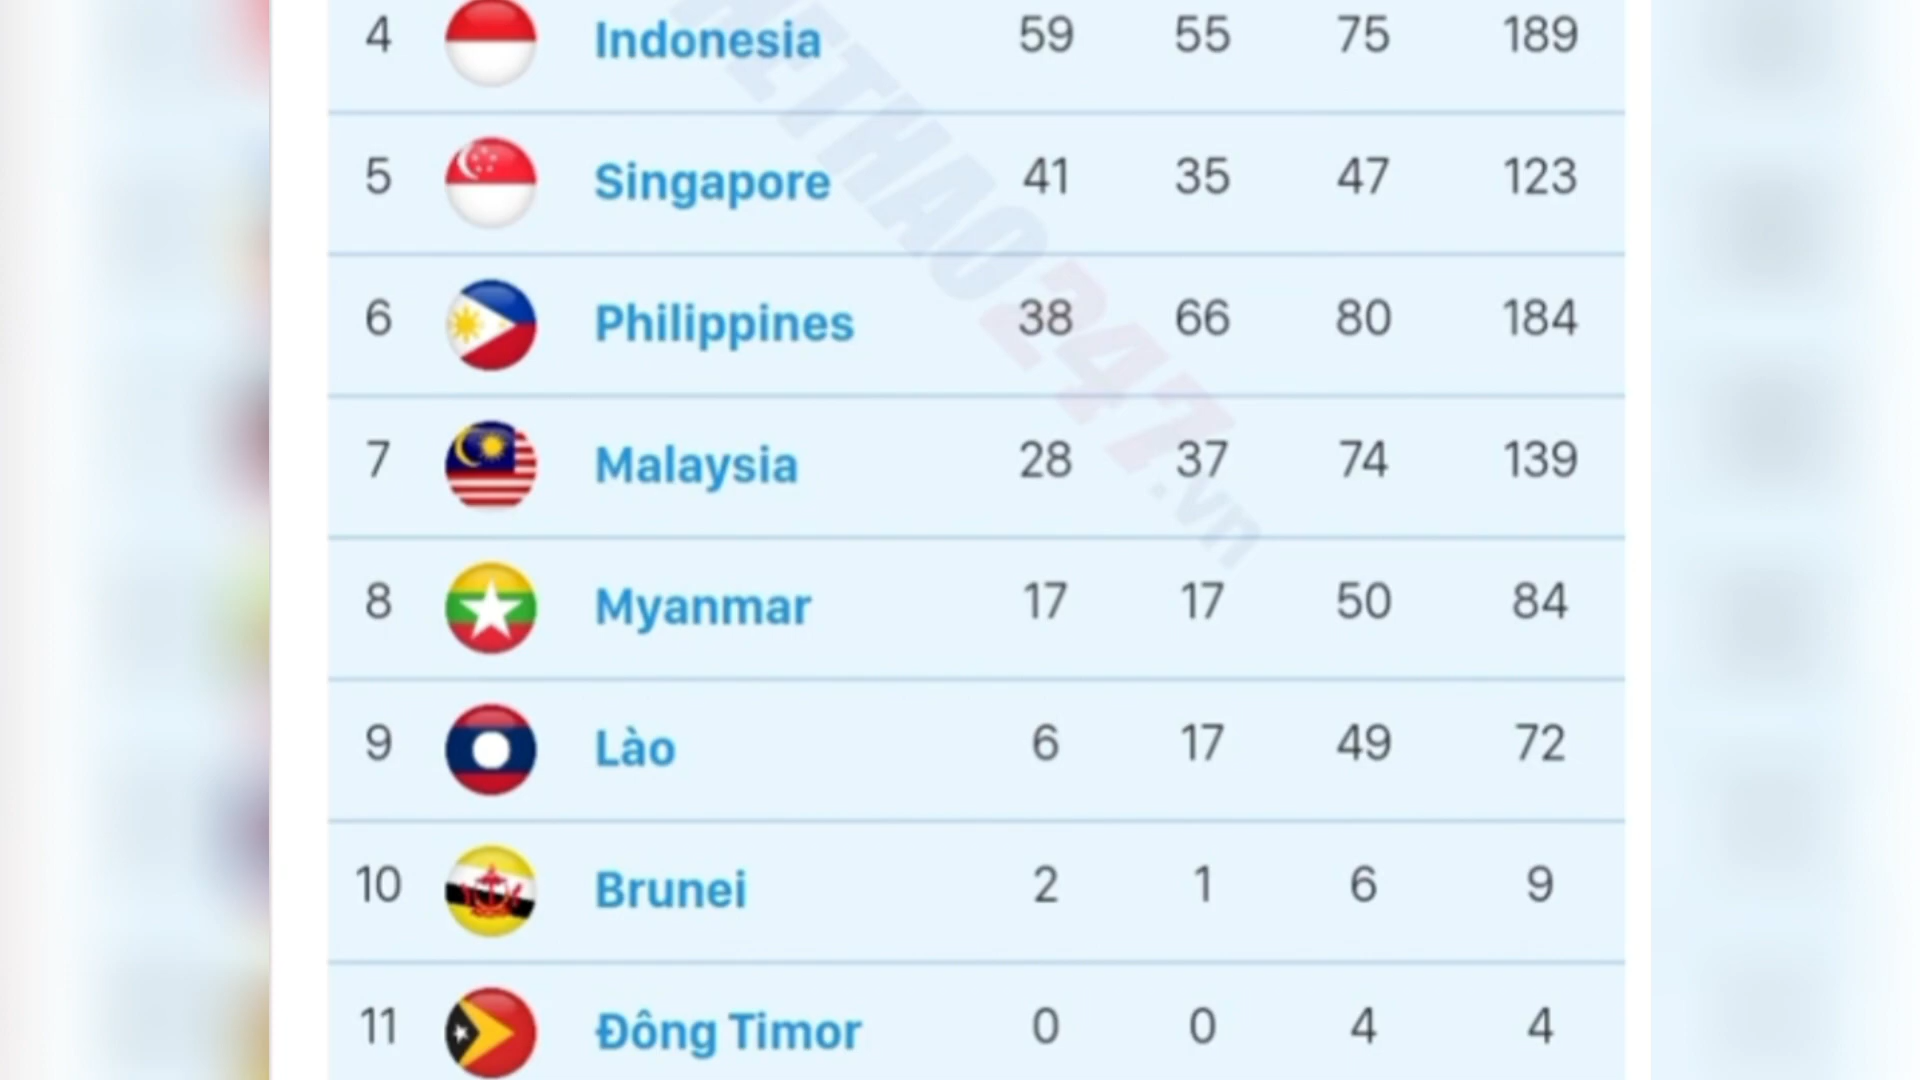 4 Indonesia 59 55 75 189
5 Singapore 41 35 47 123
6 Philippines 38 66 80 184
7 Malaysia 28 37 74 139
8 Myanmar 17 17 50 84
9 Lào 6 17 49 72
10 Brunei 2 1 6 9
11 Đông Timor 0 0 4 4